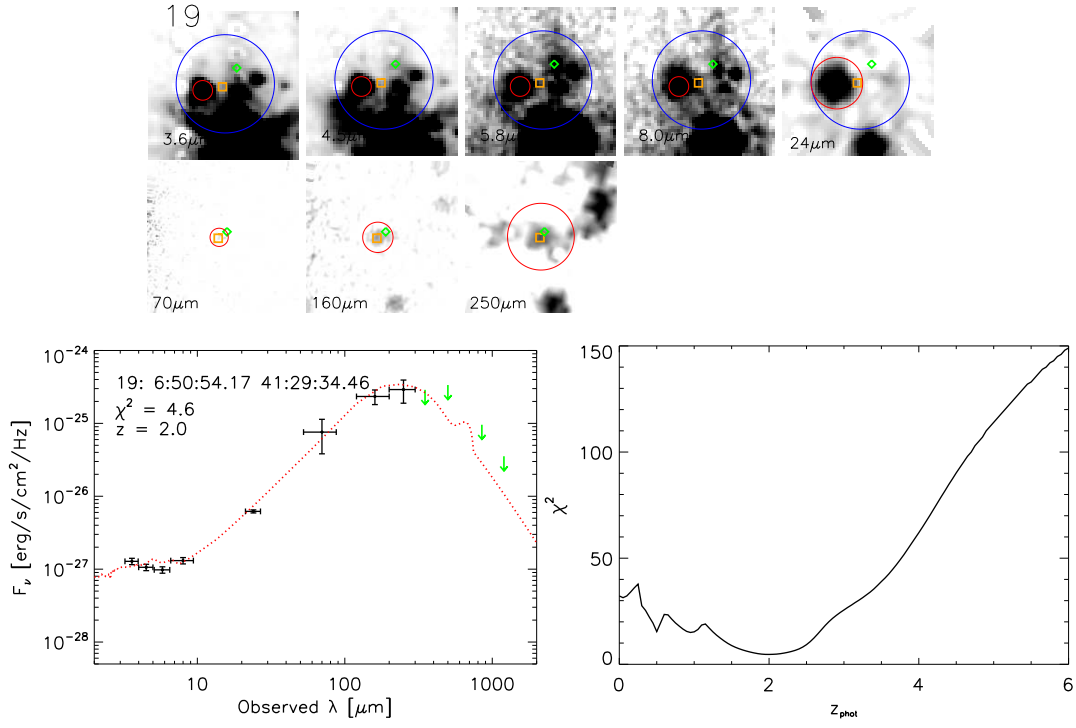 19
3.6μm
4.5μm
5.8μm
8.0μm
24μm
70μm
160μm
250μm
10⁻²⁴
10⁻²⁵
10⁻²⁶
10⁻²⁷
10⁻²⁸
F_ν [erg/s/cm²/Hz]
19: 6:50:54.17 41:29:34.46
χ² = 4.6
z = 2.0
10
100
1000
Observed λ [μm]
150
100
50
0
χ²
0
2
4
6
z_phot